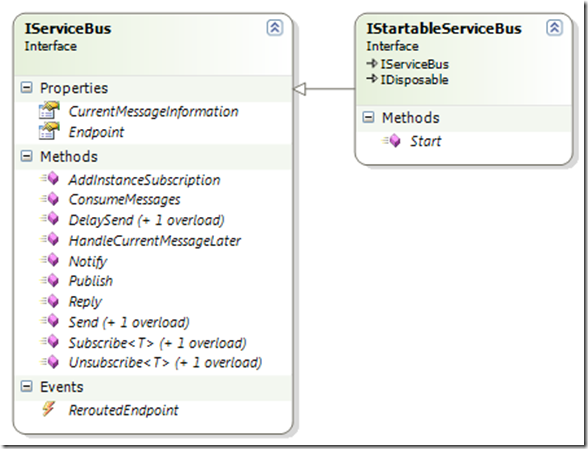 IServiceBus
Interface
Properties
CurrentMessageInformation
Endpoint
Methods
AddInstanceSubscription
ConsumeMessages
DelaySend (+ 1 overload)
HandleCurrentMessageLater
Notify
Publish
Reply
Send (+ 1 overload)
Subscribe<T> (+ 1 overload)
Unsubscribe<T> (+ 1 overload)
Events
ReroutedEndpoint
IStartableServiceBus
Interface
IServiceBus
IDisposable
Methods
Start